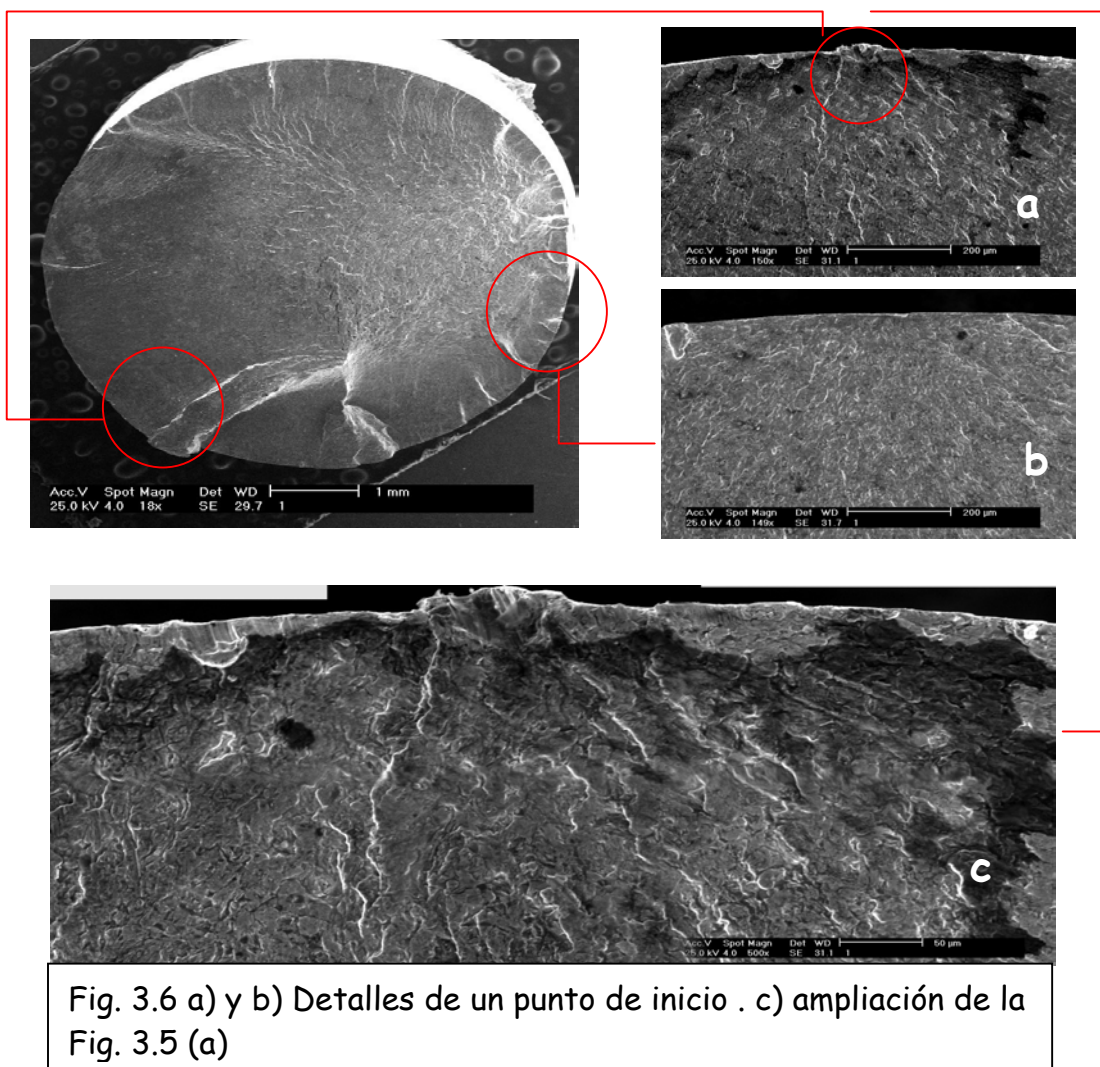 Acc.V Spot Magn Det WD 1 mm
25.0 kV 4.0 18x SE 29.7 1
a
Acc.V Spot Magn Det WD 200 µm
25.0 kV 4.0 150x SE 31.1 1
b
Acc.V Spot Magn Det WD 200 µm
25.0 kV 4.0 149x SE 31.7 1
c
Acc.V Spot Magn Det WD 50 µm
25.0 kV 4.0 500x SE 31.1 1
Fig. 3.6 a) y b) Detalles de un punto de inicio . c) ampliación de la
Fig. 3.5 (a)